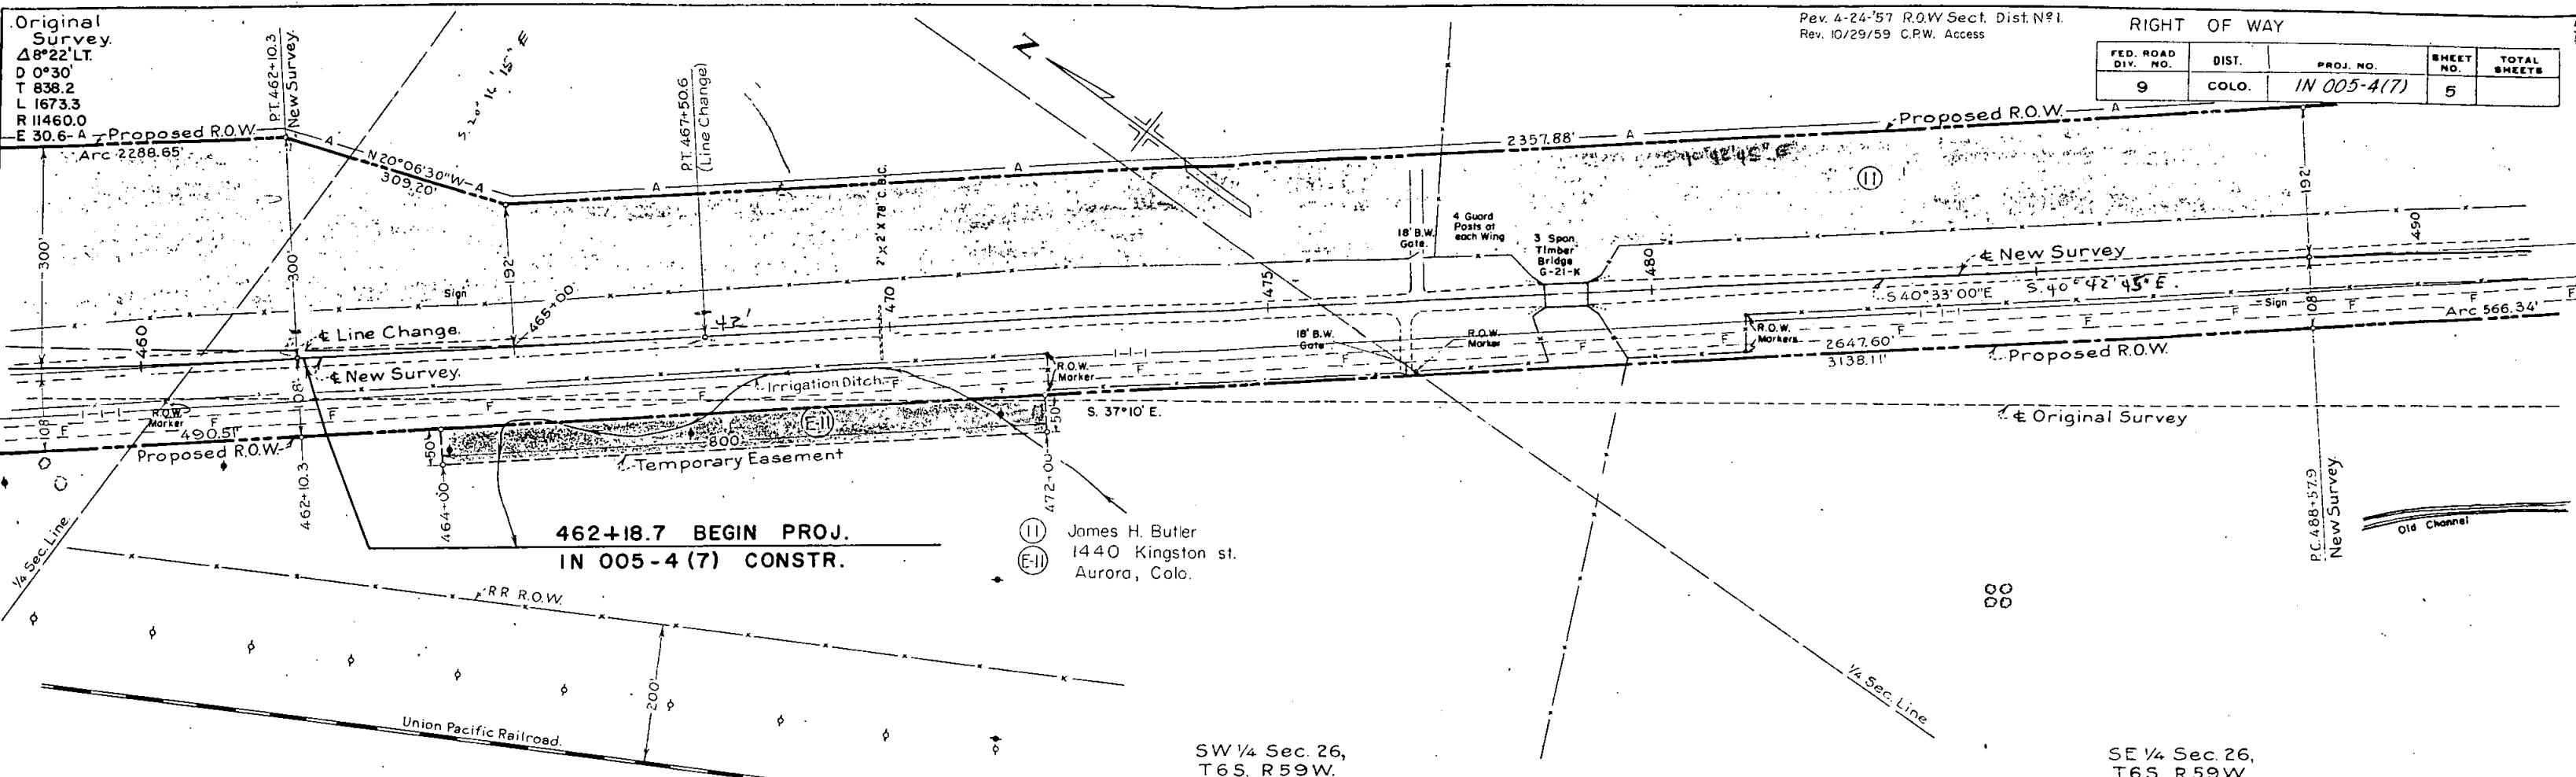 Original
Survey.
Δ 8°22' LT.
D 0°30'
T 838.2
L 1673.3
R 11460.0
E 30.6
Rev. 4-24-'57 R.O.W Sect. Dist. Nº 1.
Rev. 10/29/59 C.P.W. Access
RIGHT OF WAY
FED. ROAD DIV. NO.
DIST.
PROJ. NO.
SHEET NO.
TOTAL SHEETS
9
COLO.
IN 005-4(7)
5
A
Proposed R.O.W.
Arc 2288.65'
P.T. 462+10.3
New Survey.
A
N20°06'30"W
A
309.20'
S. 20° 14' 15" E
P.T. 467+50.6
(Line Change)
N
A
A
2357.88'
A
Proposed R.O.W.
A
S 40°42'45" E
11
300'
300'
192'
192'
2' X 2' X 78' C.B.C.
18' B.W.
Gate
4 Guard
Posts at
each Wing
3 Span
Timber
Bridge
G-21-K
Sign
460
465+00
470
475
480
490
42'
℄ Line Change.
℄ New Survey.
℄ New Survey
S 40°33'00"E
S. 40° 42' 45" E.
Sign
108'
108'
108'
R.O.W.
Marker
F
F
F
F
I-I-I
I-I-I
I-I-I
Irrigation Ditch
F
R.O.W.
Marker
18' B.W.
Gate
R.O.W.
Marker
R.O.W.
Markers
2647.60'
3138.11'
Proposed R.O.W.
Arc 566.34'
490.51'
Proposed R.O.W.
50'
800'
E-11
50'
S. 37°10' E.
℄ Original Survey
Temporary Easement
462+10.3
464+00
472+00
P.C. 488+57.9
New Survey.
Old Channel
1/4 Sec. Line
462+18.7 BEGIN PROJ.
IN 005-4 (7) CONSTR.
11 James H. Butler
E-11 1440 Kingston st.
Aurora, Colo.
RR R.O.W.
200'
Union Pacific Railroad.
1/4 Sec. Line
SW 1/4 Sec. 26,
T6S. R59W.
SE 1/4 Sec. 26,
T6S. R59W.